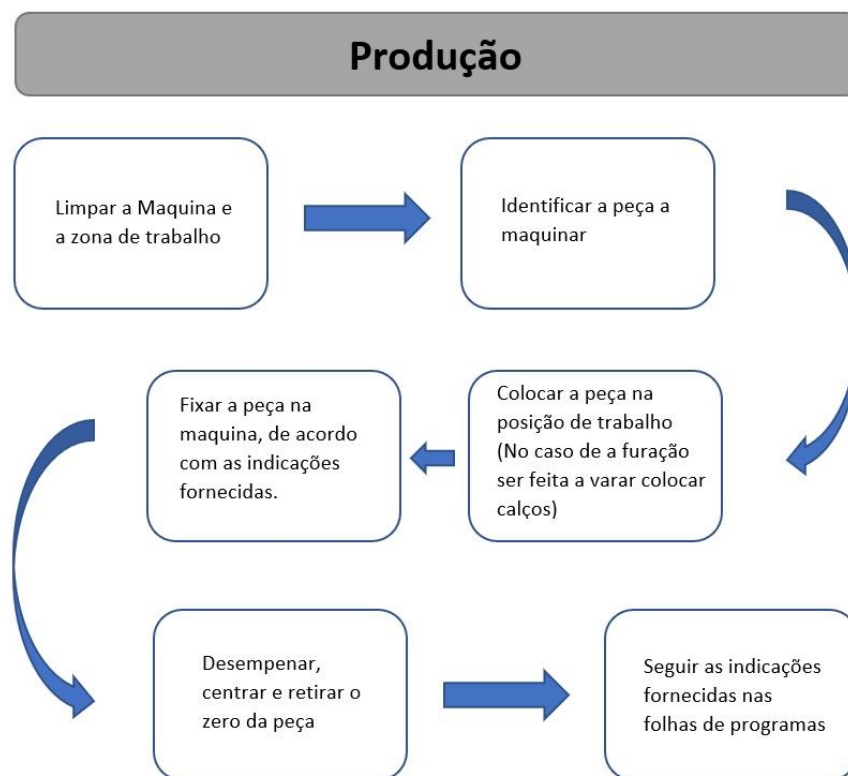 Produção
Limpar a Maquina e
a zona de trabalho
Identificar a peça a
maquinar
Colocar a peça na
posição de trabalho
(No caso de a furação
ser feita a varar colocar
calços)
Fixar a peça na
maquina, de acordo
com as indicações
fornecidas.
Desempenar,
centrar e retirar o
zero da peça
Seguir as indicações
fornecidas nas
folhas de programas